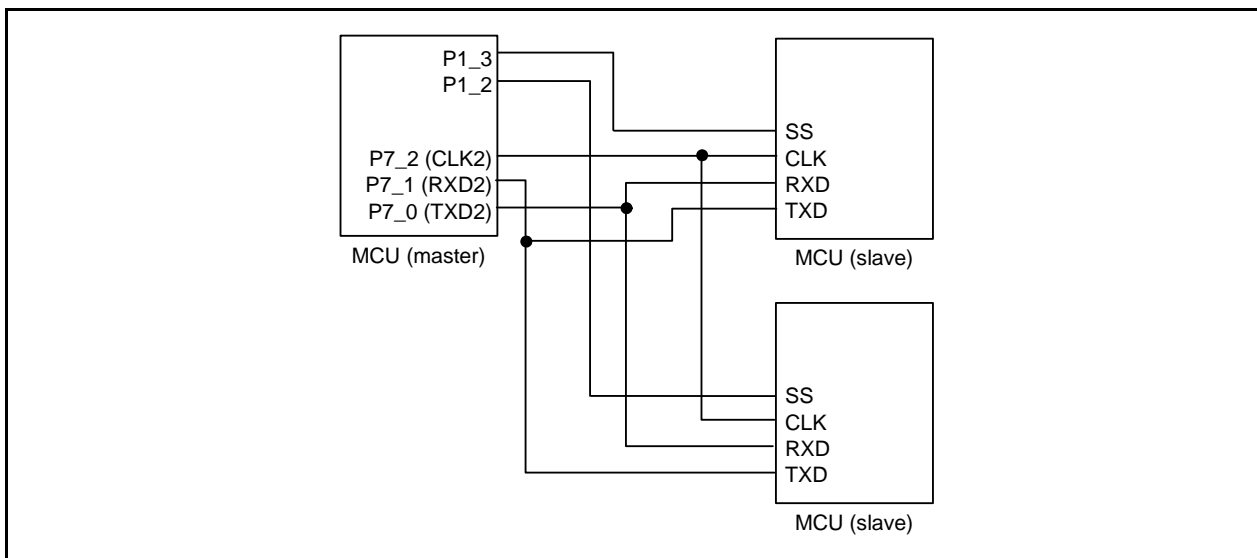 P1_3
P1_2
P7_2 (CLK2)
P7_1 (RXD2)
P7_0 (TXD2)
MCU (master)
SS
CLK
RXD
TXD
MCU (slave)
SS
CLK
RXD
TXD
MCU (slave)